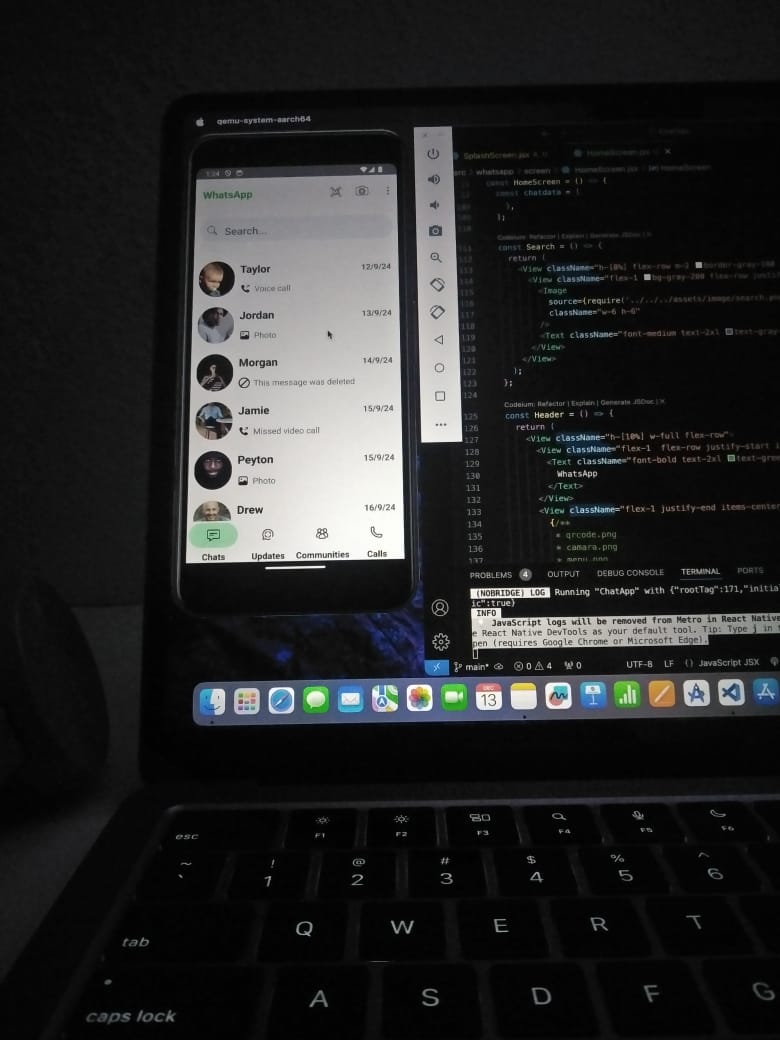 qemu-system-aarch64
1:24
WhatsApp
Search...
Taylor 12/9/24
Voice call
Jordan 13/9/24
Photo
Morgan 14/9/24
This message was deleted
Jamie 15/9/24
Missed video call
Peyton 15/9/24
Photo
Drew 16/9/24
Chats Updates Communities Calls
SplashScreen.jsx HomeScreen.jsx
src > whatsapp > screen > HomeScreen.jsx > HomeScreen
const HomeScreen = () => {
const chatdata = [
},
];
Codeium: Refactor | Explain | Generate JSDoc | X
111 const Search = () => {
112 return (
113 <View className="h-[8%] flex-row m-2 border-gray-100
114 <View className="flex-1 bg-gray-200 flex-row justif
115 <Image
116 source={require('../../../assets/image/search.pn
117 className="w-6 h-6"
118 />
119 <Text className="font-medium text-2xl text-gray-
120 </View>
121 </View>
122 );
123 };
124
Codeium: Refactor | Explain | Generate JSDoc | X
125 const Header = () => {
126 return (
127 <View className="h-[10%] w-full flex-row">
128 <View className="flex-1 flex-row justify-start i
129 <Text className="font-bold text-2xl text-gree
130 WhatsApp
131 </Text>
132 </View>
133 <View className="flex-1 justify-end items-center
134 {/**
135 * qrcode.png
136 * camara.png
137 * menu.png
PROBLEMS 4 OUTPUT DEBUG CONSOLE TERMINAL PORTS
(NOBRIDGE) LOG Running "ChatApp" with {"rootTag":171,"initia
ic":true}
INFO
JavaScript logs will be removed from Metro in React Native
e React Native DevTools as your default tool. Tip: Type j in t
pen (requires Google Chrome or Microsoft Edge).
main* 0 4 0 UTF-8 LF {} JavaScript JSX
DEC
13
esc F1 F2 F3 F4 F5 F6
~ ! @ # $ % ^
` 1 2 3 4 5 6
tab Q W E R T
caps lock A S D F G